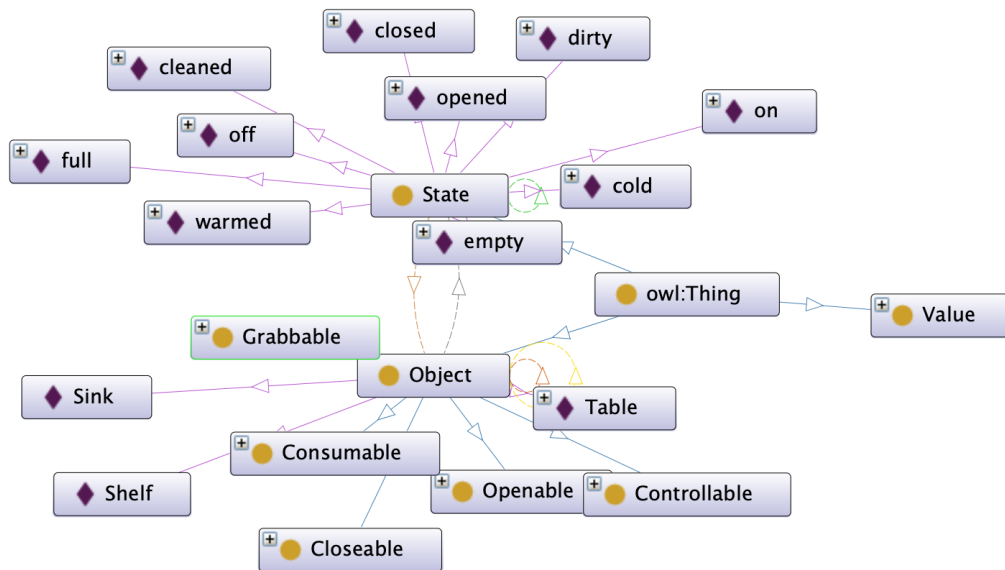 closed
dirty
cleaned
opened
on
off
full
cold
State
warmed
empty
owl:Thing
Value
Grabbable
Object
Sink
Table
Consumable
Shelf
Openable
Controllable
Closeable